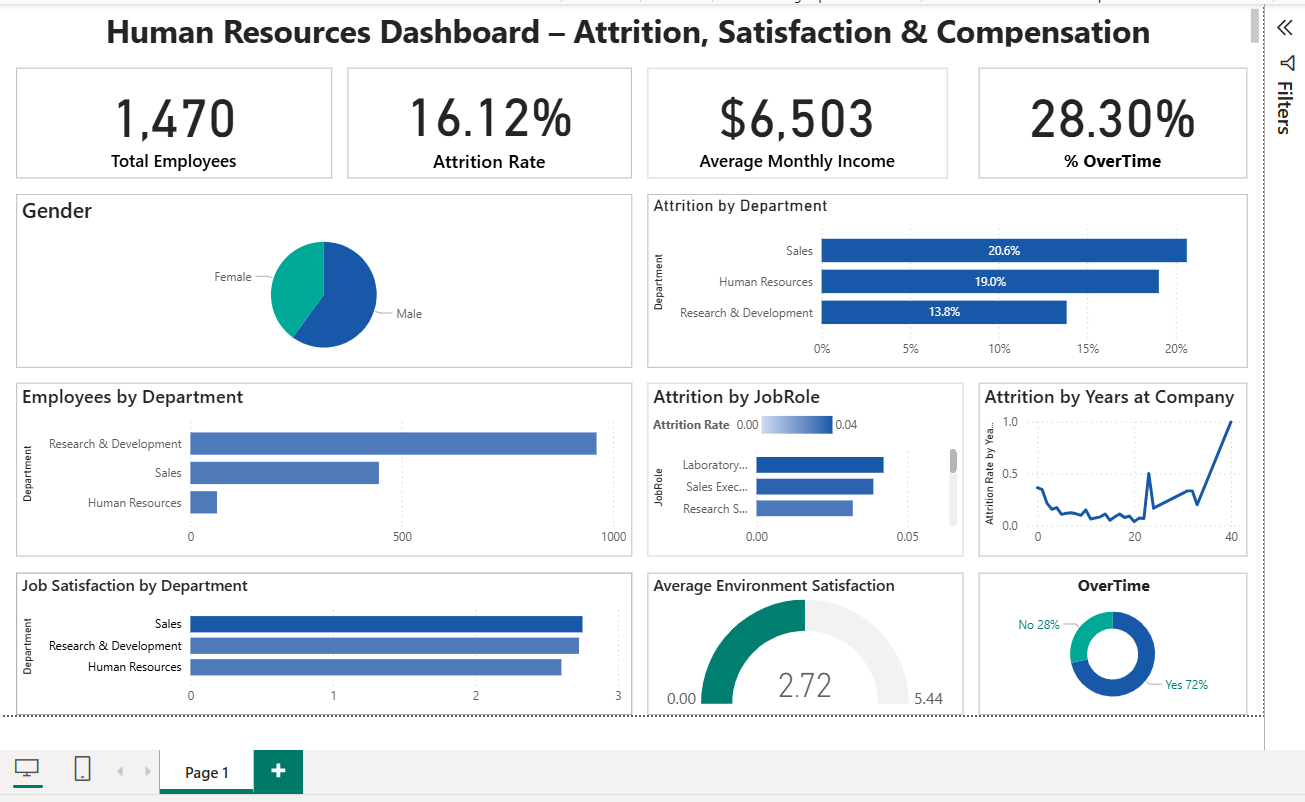 Human Resources Dashboard – Attrition, Satisfaction & Compensation
Filters
1,470
Total Employees
16.12%
Attrition Rate
$6,503
Average Monthly Income
28.30%
% OverTime
Gender
Female
Male
Attrition by Department
Department
Sales
20.6%
Human Resources
19.0%
Research & Development
13.8%
0% 5% 10% 15% 20%
Employees by Department
Department
Research & Development
Sales
Human Resources
0 500 1000
Attrition by JobRole
Attrition Rate 0.00 0.04
JobRole
Laboratory...
Sales Exec...
Research S...
0.00 0.05
Attrition by Years at Company
Attrition Rate by Yea...
1.0
0.5
0.0
0 20 40
Job Satisfaction by Department
Department
Sales
Research & Development
Human Resources
0 1 2 3
Average Environment Satisfaction
0.00 2.72 5.44
OverTime
No 28%
Yes 72%
Page 1